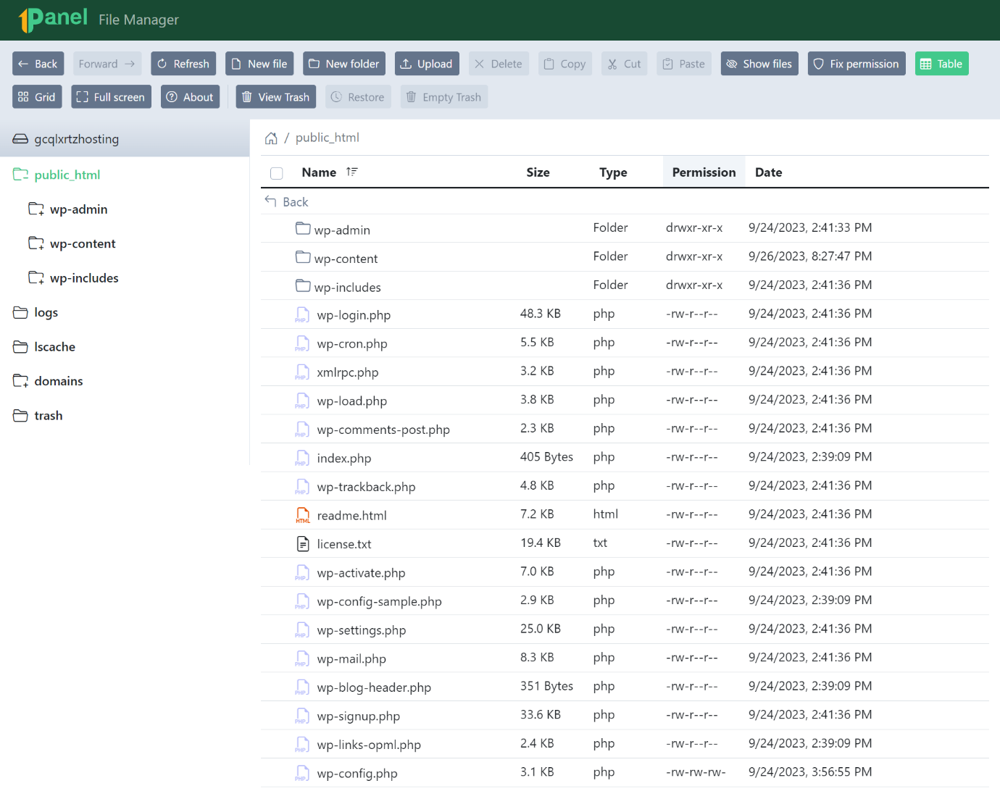 1Panel File Manager
Back Forward Refresh New file New folder Upload Delete Copy Cut Paste Show files Fix permission Table
Grid Full screen About View Trash Restore Empty Trash
gcqlxrtzhosting
public_html
wp-admin
wp-content
wp-includes
logs
lscache
domains
trash
/ public_html
Name Size Type Permission Date
Back
wp-admin Folder drwxr-xr-x 9/24/2023, 2:41:33 PM
wp-content Folder drwxr-xr-x 9/26/2023, 8:27:47 PM
wp-includes Folder drwxr-xr-x 9/24/2023, 2:41:36 PM
PHP wp-login.php 48.3 KB php -rw-r--r-- 9/24/2023, 2:41:36 PM
PHP wp-cron.php 5.5 KB php -rw-r--r-- 9/24/2023, 2:41:36 PM
PHP xmlrpc.php 3.2 KB php -rw-r--r-- 9/24/2023, 2:41:36 PM
PHP wp-load.php 3.8 KB php -rw-r--r-- 9/24/2023, 2:41:36 PM
PHP wp-comments-post.php 2.3 KB php -rw-r--r-- 9/24/2023, 2:41:36 PM
PHP index.php 405 Bytes php -rw-r--r-- 9/24/2023, 2:39:09 PM
PHP wp-trackback.php 4.8 KB php -rw-r--r-- 9/24/2023, 2:41:36 PM
HTML readme.html 7.2 KB html -rw-r--r-- 9/24/2023, 2:41:36 PM
license.txt 19.4 KB txt -rw-r--r-- 9/24/2023, 2:41:36 PM
PHP wp-activate.php 7.0 KB php -rw-r--r-- 9/24/2023, 2:41:36 PM
PHP wp-config-sample.php 2.9 KB php -rw-r--r-- 9/24/2023, 2:39:09 PM
PHP wp-settings.php 25.0 KB php -rw-r--r-- 9/24/2023, 2:41:36 PM
PHP wp-mail.php 8.3 KB php -rw-r--r-- 9/24/2023, 2:41:36 PM
PHP wp-blog-header.php 351 Bytes php -rw-r--r-- 9/24/2023, 2:39:09 PM
PHP wp-signup.php 33.6 KB php -rw-r--r-- 9/24/2023, 2:41:36 PM
PHP wp-links-opml.php 2.4 KB php -rw-r--r-- 9/24/2023, 2:39:09 PM
PHP wp-config.php 3.1 KB php -rw-rw-rw- 9/24/2023, 3:56:55 PM